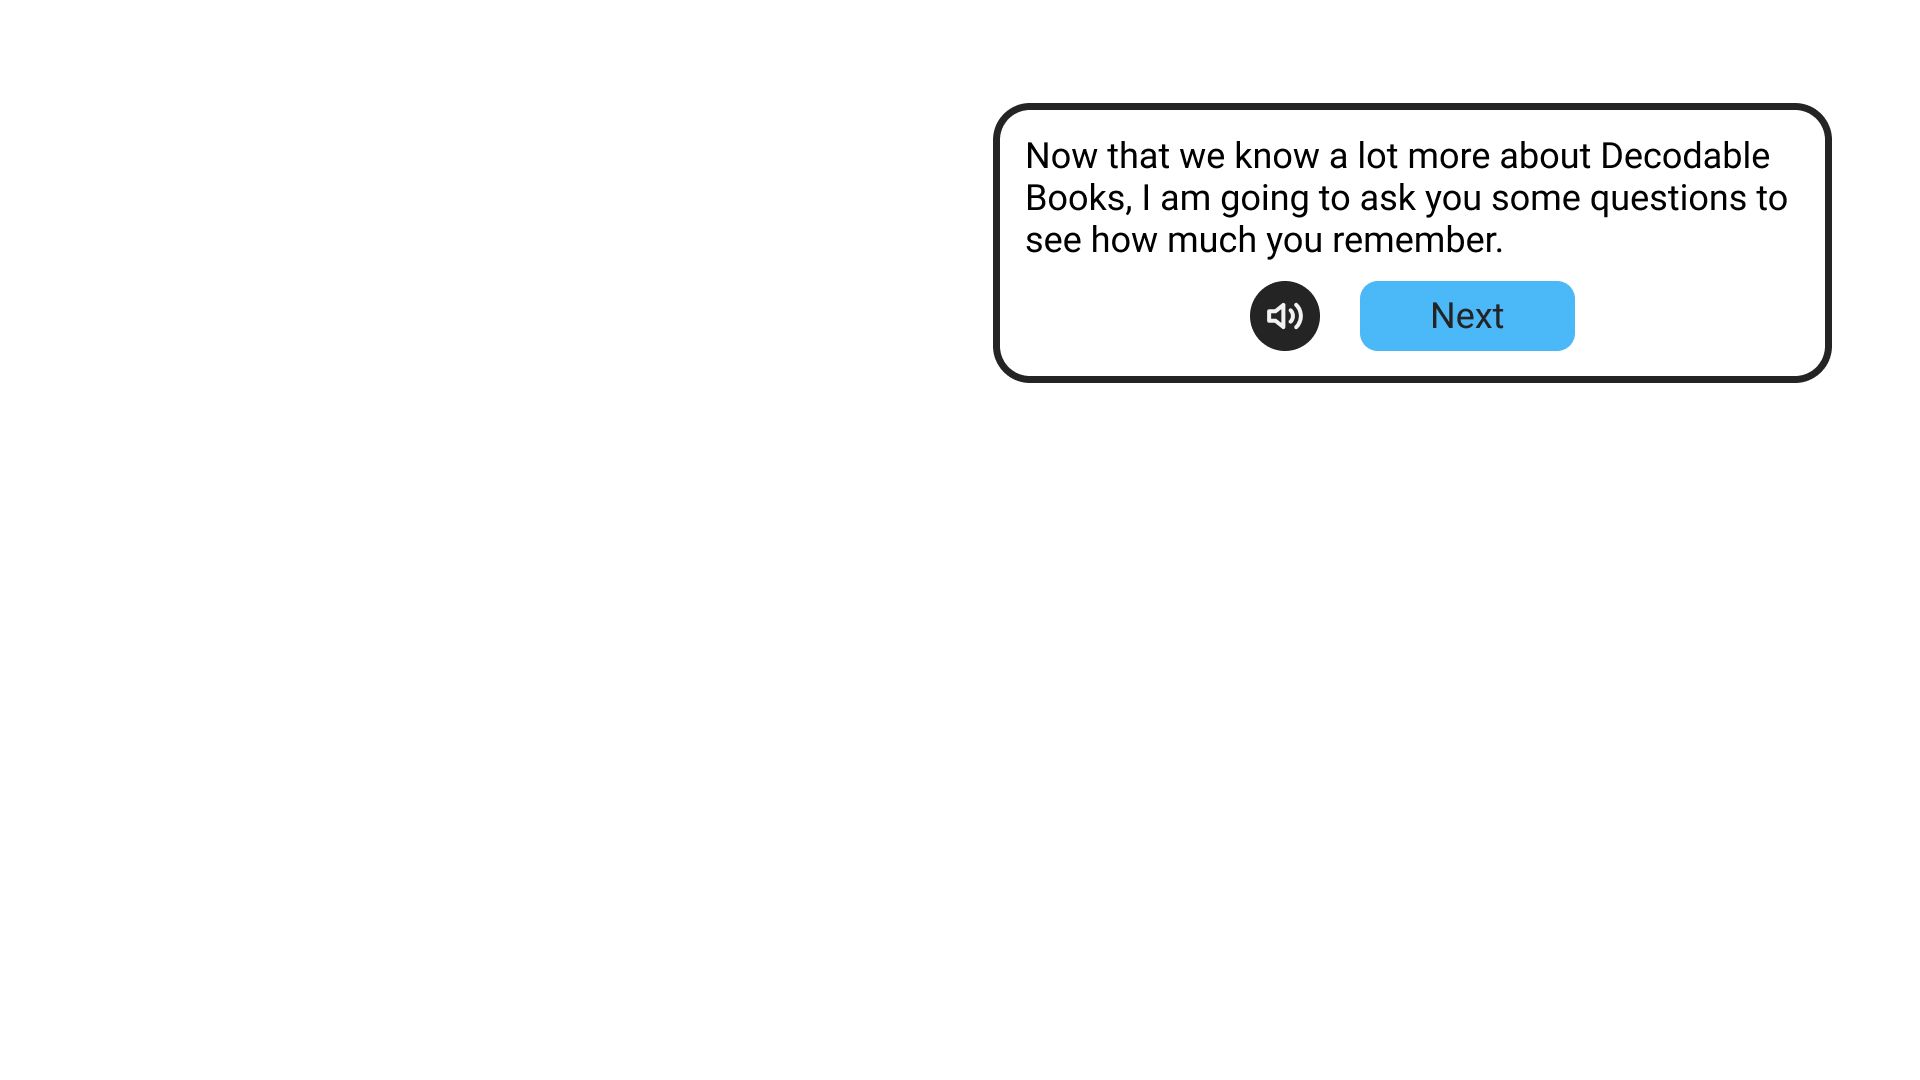 Now that we know a lot more about Decodable
Books, I am going to ask you some questions to
see how much you remember.
Next